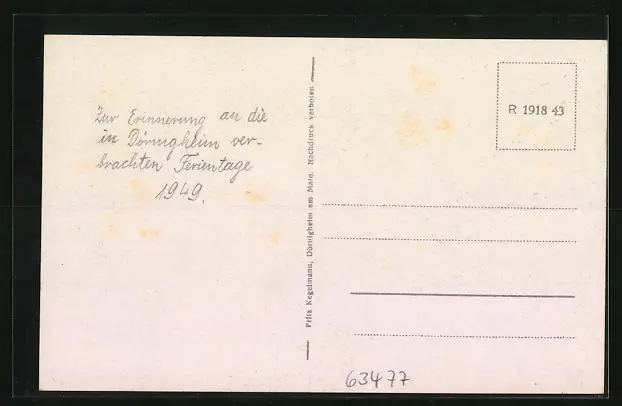 Zur Erinnerung an die
in Dörnigheim ver-
brachten Ferientage
1949.
Fritz Kegelmann, Dörnigheim am Main. Nachdruck verboten
R 1918 43
63477